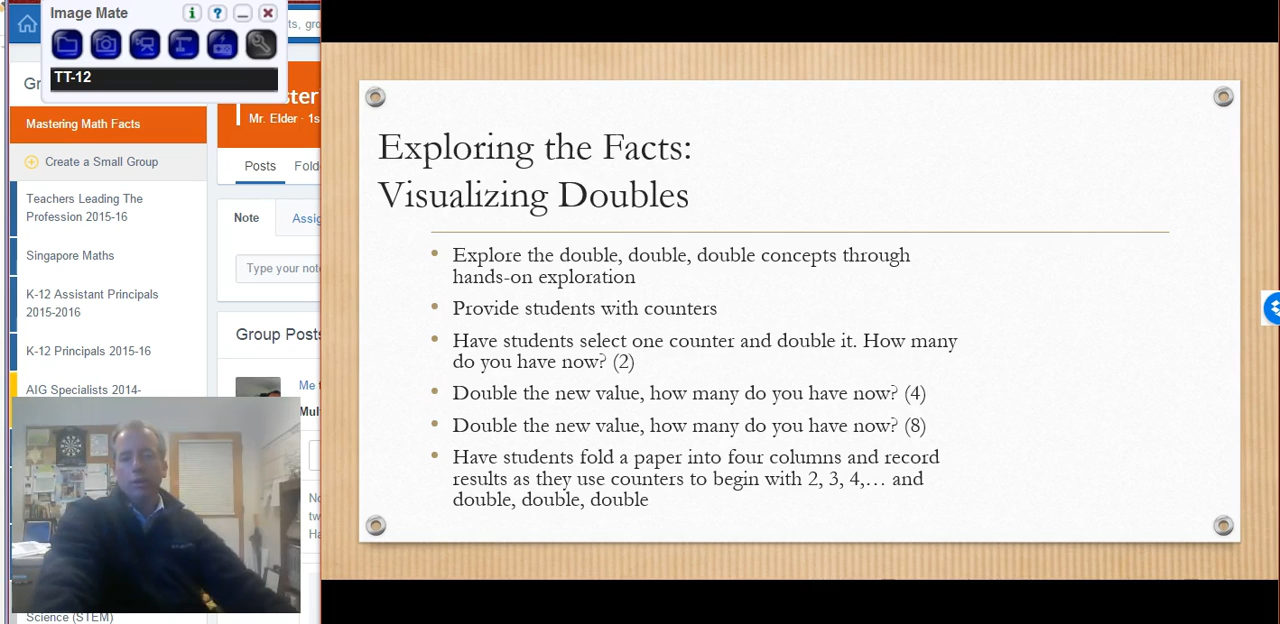 Image Mate
TT-12
Mastering Math Facts
Create a Small Group
Teachers Leading The
Profession 2015-16
Singapore Maths
K-12 Assistant Principals
2015-2016
K-12 Principals 2015-16
AIG Specialists 2014-
Science (STEM)
Mr. Elder · 1s
Posts
Note
Type your
Group Posts
Me
Exploring the Facts:
Visualizing Doubles
• Explore the double, double, double concepts through
hands-on exploration
• Provide students with counters
• Have students select one counter and double it. How many
do you have now? (2)
• Double the new value, how many do you have now? (4)
• Double the new value, how many do you have now? (8)
• Have students fold a paper into four columns and record
results as they use counters to begin with 2, 3, 4,… and
double, double, double